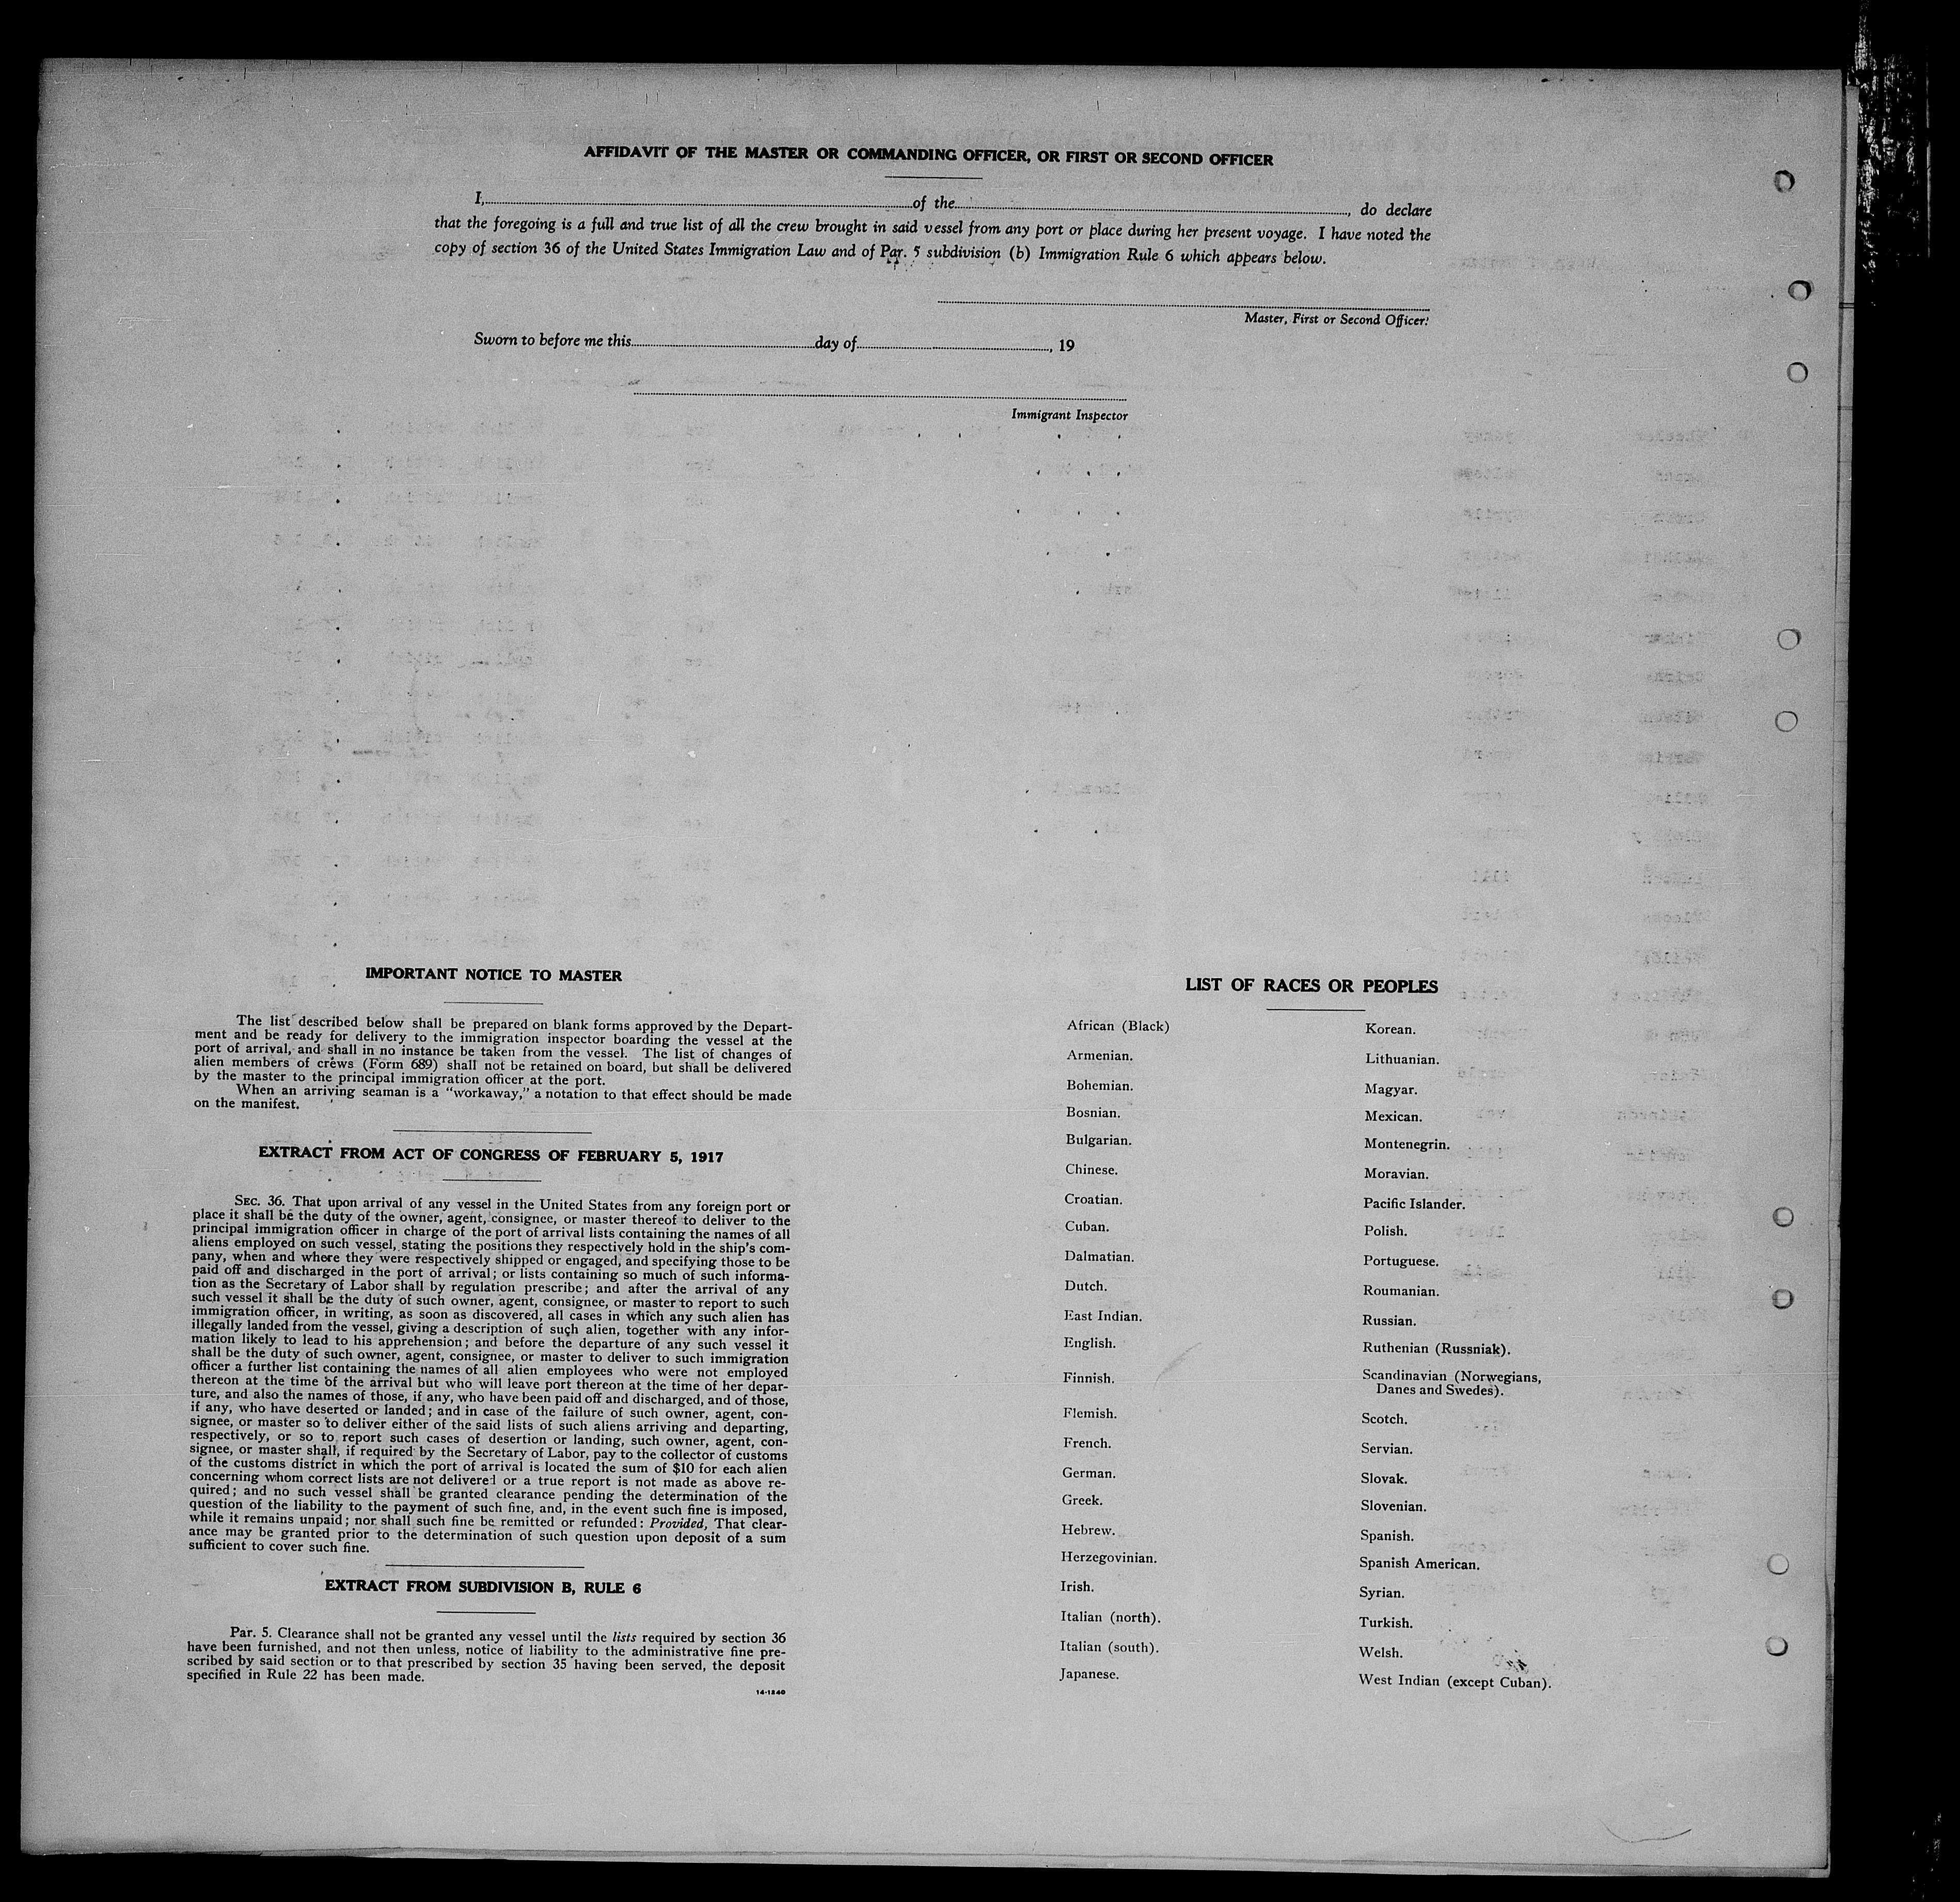 AFFIDAVIT OF THE MASTER OR COMMANDING OFFICER, OR FIRST OR SECOND OFFICER
I, of the , do declare
that the foregoing is a full and true list of all the crew brought in said vessel from any port or place during her present voyage. I have noted the
copy of section 36 of the United States Immigration Law and of Par. 5 subdivision (b) Immigration Rule 6 which appears below.
Master, First or Second Officer.
Sworn to before me this day of , 19
Immigrant Inspector
IMPORTANT NOTICE TO MASTER
The list described below shall be prepared on blank forms approved by the Depart-
ment and be ready for delivery to the immigration inspector boarding the vessel at the
port of arrival, and shall in no instance be taken from the vessel. The list of changes of
alien members of crews (Form 689) shall not be retained on board, but shall be delivered
by the master to the principal immigration officer at the port.
When an arriving seaman is a "workaway," a notation to that effect should be made
on the manifest.
EXTRACT FROM ACT OF CONGRESS OF FEBRUARY 5, 1917
SEC. 36. That upon arrival of any vessel in the United States from any foreign port or
place it shall be the duty of the owner, agent, consignee, or master thereof to deliver to the
principal immigration officer in charge of the port of arrival lists containing the names of all
aliens employed on such vessel, stating the positions they respectively hold in the ship's com-
pany, when and where they were respectively shipped or engaged, and specifying those to be
paid off and discharged in the port of arrival; or lists containing so much of such informa-
tion as the Secretary of Labor shall by regulation prescribe; and after the arrival of any
such vessel it shall be the duty of such owner, agent, consignee, or master to report to such
immigration officer, in writing, as soon as discovered, all cases in which any such alien has
illegally landed from the vessel, giving a description of such alien, together with any infor-
mation likely to lead to his apprehension; and before the departure of any such vessel it
shall be the duty of such owner, agent, consignee, or master to deliver to such immigration
officer a further list containing the names of all alien employees who were not employed
thereon at the time of the arrival but who will leave port thereon at the time of her depar-
ture, and also the names of those, if any, who have been paid off and discharged, and of those,
if any, who have deserted or landed; and in case of the failure of such owner, agent, con-
signee, or master so to deliver either of the said lists of such aliens arriving and departing,
respectively, or so to report such cases of desertion or landing, such owner, agent, con-
signee, or master shall, if required by the Secretary of Labor, pay to the collector of customs
of the customs district in which the port of arrival is located the sum of $10 for each alien
concerning whom correct lists are not delivered or a true report is not made as above re-
quired; and no such vessel shall be granted clearance pending the determination of the
question of the liability to the payment of such fine, and, in the event such fine is imposed,
while it remains unpaid; nor shall such fine be remitted or refunded: Provided, That clear-
ance may be granted prior to the determination of such question upon deposit of a sum
sufficient to cover such fine.
EXTRACT FROM SUBDIVISION B, RULE 6
Par. 5. Clearance shall not be granted any vessel until the lists required by section 36
have been furnished, and not then unless, notice of liability to the administrative fine pre-
scribed by said section or to that prescribed by section 35 having been served, the deposit
specified in Rule 22 has been made.
14-1240
LIST OF RACES OR PEOPLES
African (Black)
Armenian.
Bohemian.
Bosnian.
Bulgarian.
Chinese.
Croatian.
Cuban.
Dalmatian.
Dutch.
East Indian.
English.
Finnish.
Flemish.
French.
German.
Greek.
Hebrew.
Herzegovinian.
Irish.
Italian (north).
Italian (south).
Japanese.
Korean.
Lithuanian.
Magyar.
Mexican.
Montenegrin.
Moravian.
Pacific Islander.
Polish.
Portuguese.
Roumanian.
Russian.
Ruthenian (Russniak).
Scandinavian (Norwegians,
Danes and Swedes).
Scotch.
Servian.
Slovak.
Slovenian.
Spanish.
Spanish American.
Syrian.
Turkish.
Welsh.
West Indian (except Cuban).